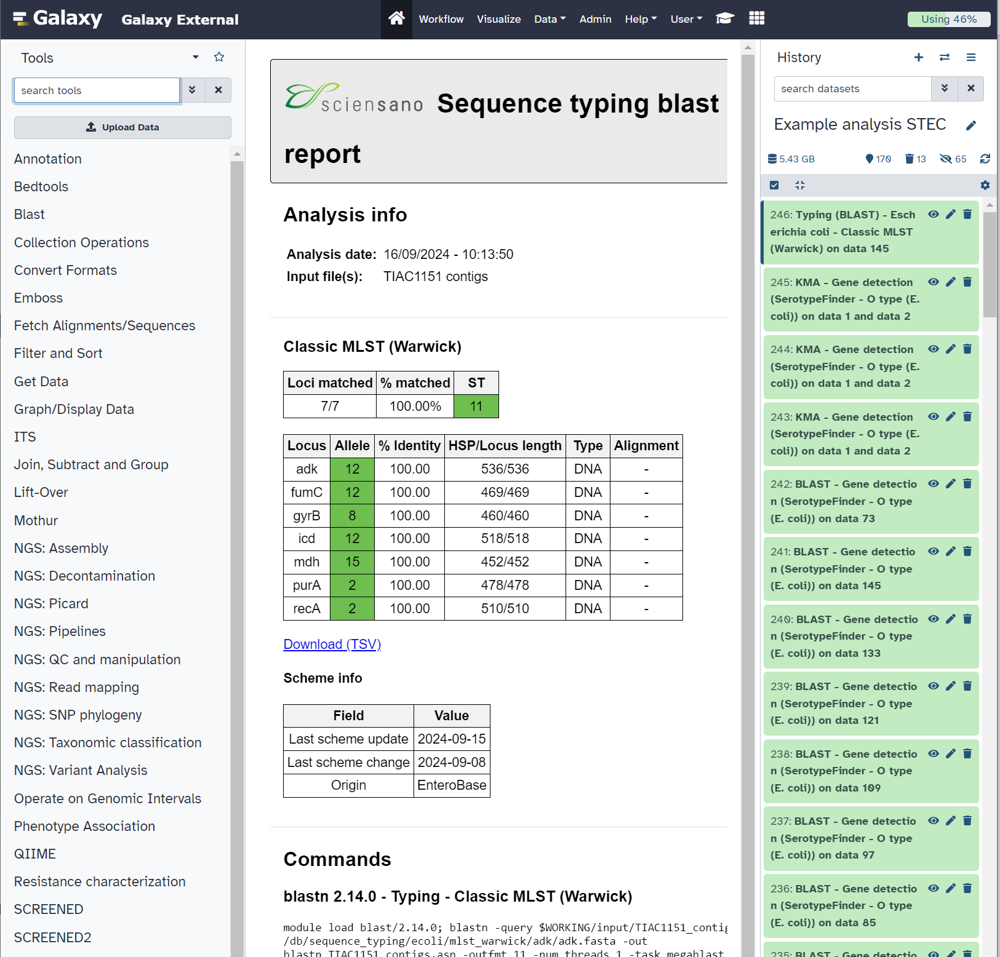 Galaxy
Galaxy External
Workflow
Visualize
Data
Admin
Help
User
Using 46%
Tools
search tools
Upload Data
Annotation
Bedtools
Blast
Collection Operations
Convert Formats
Emboss
Fetch Alignments/Sequences
Filter and Sort
Get Data
Graph/Display Data
ITS
Join, Subtract and Group
Lift-Over
Mothur
NGS: Assembly
NGS: Decontamination
NGS: Picard
NGS: Pipelines
NGS: QC and manipulation
NGS: Read mapping
NGS: SNP phylogeny
NGS: Taxonomic classification
NGS: Variant Analysis
Operate on Genomic Intervals
Phenotype Association
QIIME
Resistance characterization
SCREENED
SCREENED2
sciensano Sequence typing blast
report
Analysis info
Analysis date: 16/09/2024 - 10:13:50
Input file(s): TIAC1151 contigs
Classic MLST (Warwick)
Loci matched % matched ST
7/7 100.00% 11
Locus Allele % Identity HSP/Locus length Type Alignment
adk 12 100.00 536/536 DNA -
fumC 12 100.00 469/469 DNA -
gyrB 8 100.00 460/460 DNA -
icd 12 100.00 518/518 DNA -
mdh 15 100.00 452/452 DNA -
purA 2 100.00 478/478 DNA -
recA 2 100.00 510/510 DNA -
Download (TSV)
Scheme info
Field Value
Last scheme update 2024-09-15
Last scheme change 2024-09-08
Origin EnteroBase
Commands
blastn 2.14.0 - Typing - Classic MLST (Warwick)
module load blast/2.14.0; blastn -query $WORKING/input/TIAC1151_contig
/db/sequence_typing/ecoli/mlst_warwick/adk/adk.fasta -out
blastn_TIAC1151_contigs.asn -outfmt 11 -num_threads 1 -task megablast
History
search datasets
Example analysis STEC
5.43 GB 170 13 65
246: Typing (BLAST) - Esch
erichia coli - Classic MLST
(Warwick) on data 145
245: KMA - Gene detection
(SerotypeFinder - O type (E.
coli)) on data 1 and data 2
244: KMA - Gene detection
(SerotypeFinder - O type (E.
coli)) on data 1 and data 2
243: KMA - Gene detection
(SerotypeFinder - O type (E.
coli)) on data 1 and data 2
242: BLAST - Gene detectio
n (SerotypeFinder - O type
(E. coli)) on data 73
241: BLAST - Gene detectio
n (SerotypeFinder - O type
(E. coli)) on data 145
240: BLAST - Gene detectio
n (SerotypeFinder - O type
(E. coli)) on data 133
239: BLAST - Gene detectio
n (SerotypeFinder - O type
(E. coli)) on data 121
238: BLAST - Gene detectio
n (SerotypeFinder - O type
(E. coli)) on data 109
237: BLAST - Gene detectio
n (SerotypeFinder - O type
(E. coli)) on data 97
236: BLAST - Gene detectio
n (SerotypeFinder - O type
(E. coli)) on data 85
235: BLAST - Gene detectio